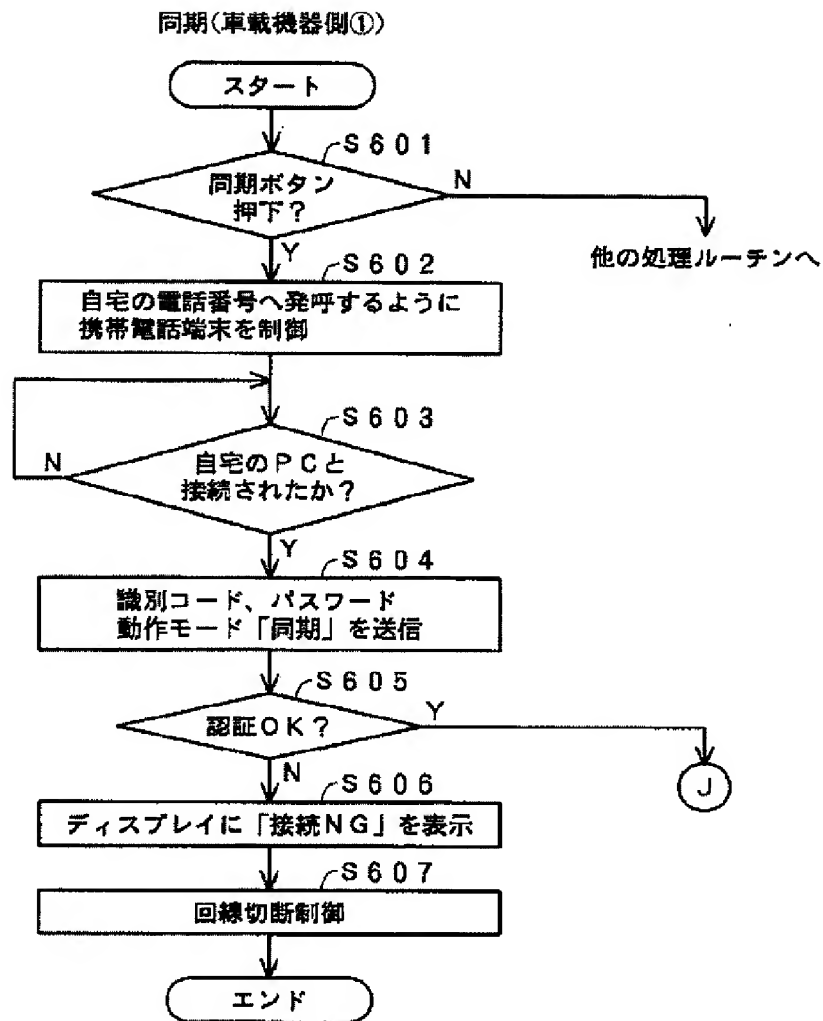 同期(車載機器側①)
スタート
S601
同期ボタン
押下?
N
Y
他の処理ルーチンへ
S602
自宅の電話番号へ発呼するように
携帯電話端末を制御
S603
自宅のPCと
接続されたか?
N
Y
S604
識別コード、パスワード
動作モード「同期」を送信
S605
認証OK?
Y
N
J
S606
ディスプレイに「接続NG」を表示
S607
回線切断制御
エンド